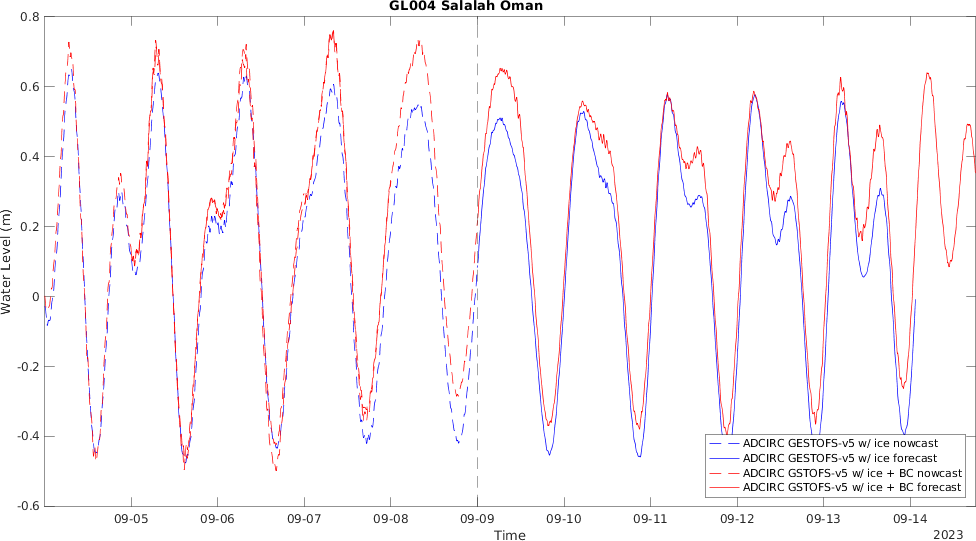 GL004 Salalah Oman
0.8
0.6
0.4
0.2
0
-0.2
-0.4
-0.6
Water Level (m)
09-05 09-06 09-07 09-08 09-09 09-10 09-11 09-12 09-13 09-14
Time
2023
ADCIRC GESTOFS-v5 w/ ice nowcast
ADCIRC GESTOFS-v5 w/ ice forecast
ADCIRC GSTOFS-v5 w/ ice + BC nowcast
ADCIRC GSTOFS-v5 w/ ice + BC forecast